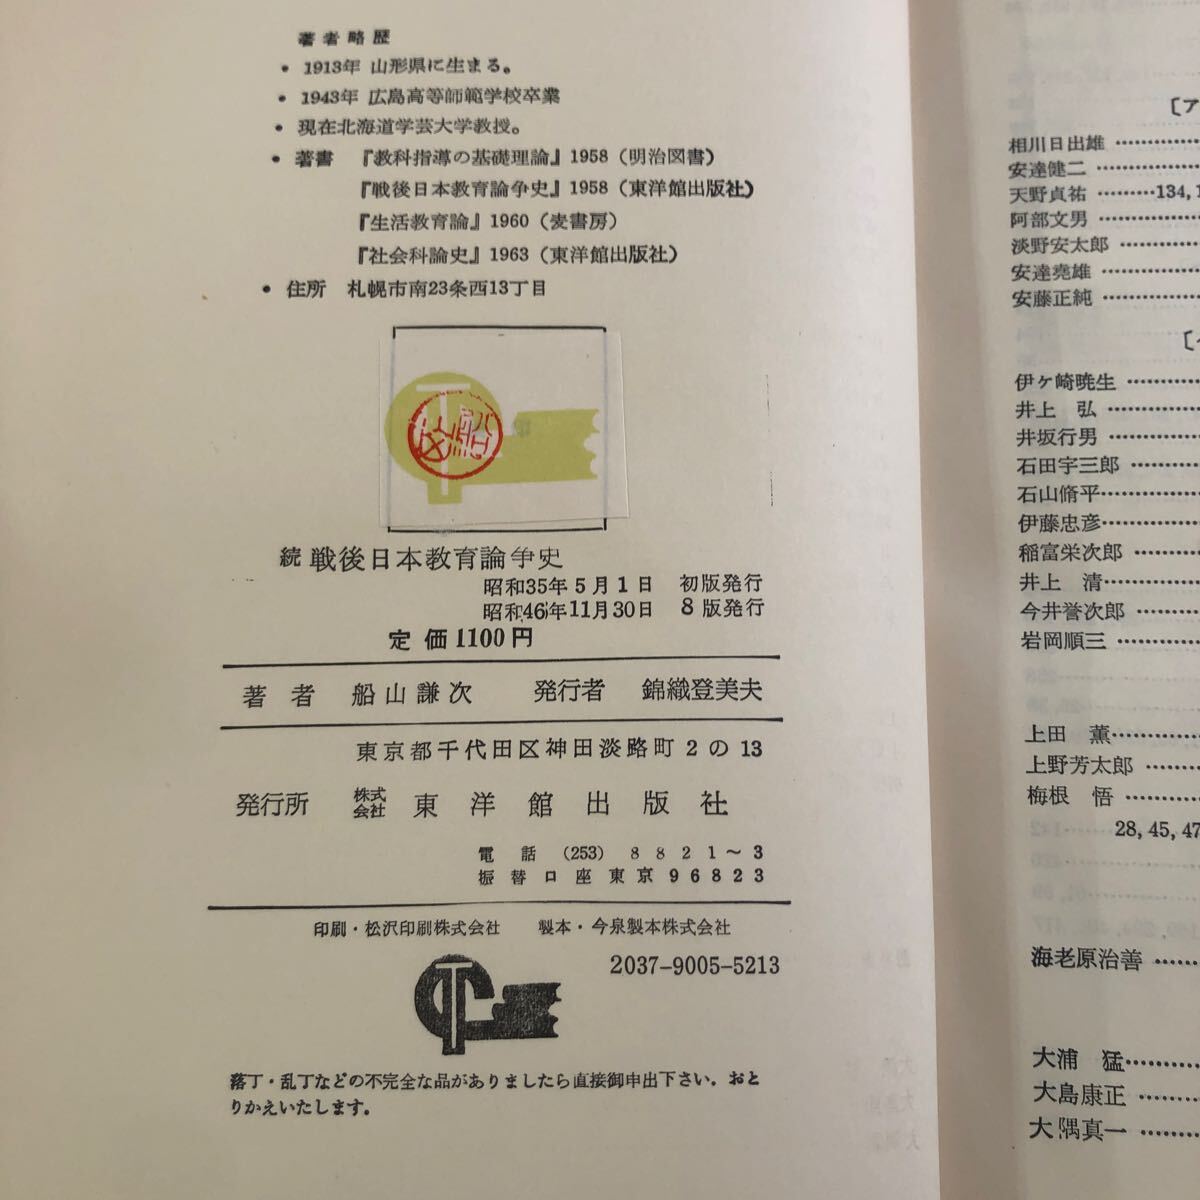 著者略歴
• 1913年 山形県に生まる。
• 1943年 広島高等師範学校卒業
• 現在北海道学芸大学教授。
• 著書 『教科指導の基礎理論』1958（明治図書）
『戦後日本教育論争史』1958（東洋館出版社）
『生活教育論』1960（麦書房）
『社会科論史』1963（東洋館出版社）
• 住所 札幌市南23条西13丁目
続 戦後日本教育論争史
昭和35年5月1日 初版発行
昭和46年11月30日 8版発行
定価1100円
著者 船山謙次 発行者 錦織登美夫
東京都千代田区神田淡路町2の13
発行所 株式会社 東洋館出版社
電話 (253) 8821～3
振替口座東京96823
印刷・松沢印刷株式会社 製本・今泉製本株式会社
2037-9005-5213
落丁・乱丁などの不完全な品がありましたら直接御申出下さい．おと
りかえいたします。
〔ア
相川日出雄
安達健二
天野貞祐 134, 1
阿部文男
淡野安太郎
安達堯雄
安藤正純
伊ヶ崎暁生
井上 弘
井坂行男
石田宇三郎
石山脩平
伊藤忠彦
稲富栄次郎
井上 清
今井誉次郎
岩岡順三
上田 薫
上野芳太郎
梅根 悟
28, 45, 47
海老原治善
大浦 猛
大島康正
大隅真一